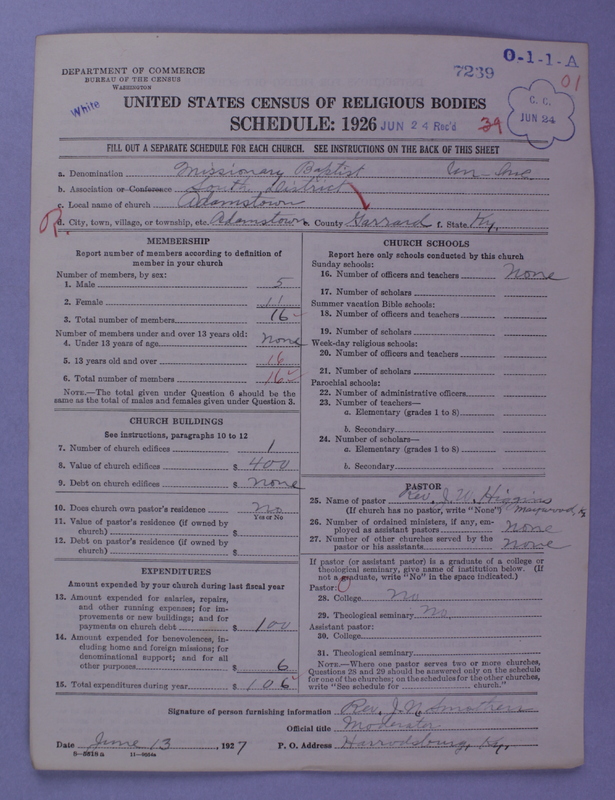 DEPARTMENT OF COMMERCE
BUREAU OF THE CENSUS
WASHINGTON
7239
O-1-1-A
01
White
G. C.
JUN 24
UNITED STATES CENSUS OF RELIGIOUS BODIES
SCHEDULE: 1926 JUN 24 Rec'd 39
FILL OUT A SEPARATE SCHEDULE FOR EACH CHURCH. SEE INSTRUCTIONS ON THE BACK OF THIS SHEET
a. Denomination Missionary Baptist
b. Association or Conference South District
c. Local name of church Adamstown
d. City, town, village, or township, etc. Adamstown e. County Garrard f. State Ky.
MEMBERSHIP
Report number of members according to definition of
member in your church
Number of members, by sex:
1. Male 5
2. Female 11
3. Total number of members 16
Number of members under and over 13 years old:
4. Under 13 years of age None
5. 13 years old and over 16
6. Total number of members 16
NOTE.—The total given under Question 6 should be the
same as the total of males and females given under Question 3.
CHURCH BUILDINGS
See instructions, paragraphs 10 to 12
7. Number of church edifices 1
8. Value of church edifices $ 400
9. Debt on church edifices $ None
10. Does church own pastor's residence No
Yes or No
11. Value of pastor's residence (if owned by
church) $
12. Debt on pastor's residence (if owned by
church) $
EXPENDITURES
Amount expended by your church during last fiscal year
13. Amount expended for salaries, repairs,
and other running expenses; for im-
provements or new buildings; and for
payments on church debt $ 100
14. Amount expended for benevolences, in-
cluding home and foreign missions; for
denominational support; and for all
other purposes $ 6
15. Total expenditures during year $ 106
CHURCH SCHOOLS
Report here only schools conducted by this church
Sunday schools:
16. Number of officers and teachers None
17. Number of scholars
Summer vacation Bible schools:
18. Number of officers and teachers
19. Number of scholars
Week-day religious schools:
20. Number of officers and teachers
21. Number of scholars
Parochial schools:
22. Number of administrative officers
23. Number of teachers—
a. Elementary (grades 1 to 8)
b. Secondary
24. Number of scholars—
a. Elementary (grades 1 to 8)
b. Secondary
PASTOR
25. Name of pastor Rev. J. W. Higgins
(If church has no pastor, write "None")
26. Number of ordained ministers, if any, em-
ployed as assistant pastors None
27. Number of other churches served by the
pastor or his assistants None
If pastor (or assistant pastor) is a graduate of a college or
theological seminary, give name of institution below. (If
not a graduate, write "No" in the space indicated.)
Pastor:
28. College No
29. Theological seminary No
Assistant pastor:
30. College
31. Theological seminary
NOTE.—Where one pastor serves two or more churches,
Questions 28 and 29 should be answered only on the schedule
for one of the churches; on the schedules for the other churches,
write "See schedule for church."
Signature of person furnishing information Rev. J. N. Smothers
Official title Moderator
Date June 13, 1927 P. O. Address Harrodsburg, Ky.
8-5619a 11-9664a